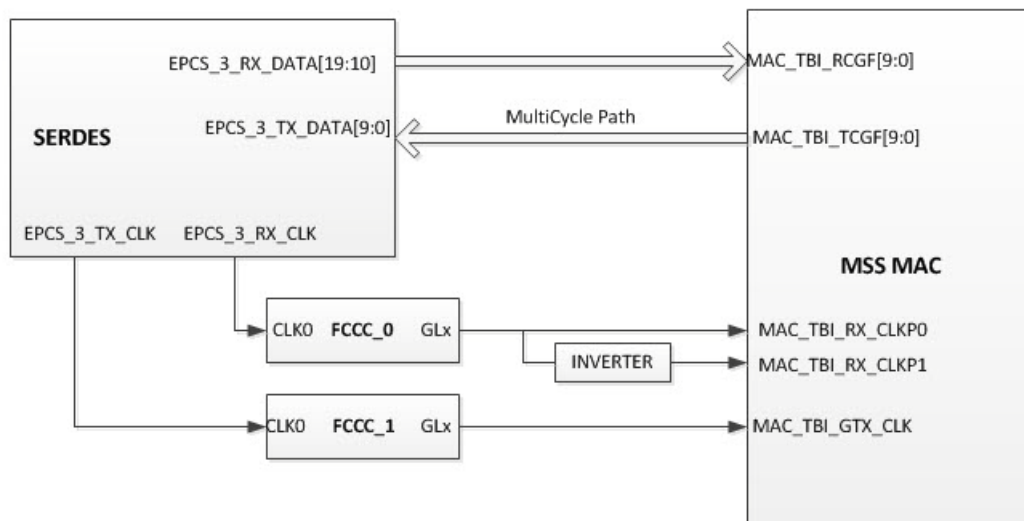 EPCS_3_RX_DATA[19:10]
MAC_TBI_RCGF[9:0]
MultiCycle Path
EPCS_3_TX_DATA[9:0]
SERDES
MAC_TBI_TCGF[9:0]
EPCS_3_TX_CLK EPCS_3_RX_CLK
MSS MAC
CLK0 FCCC_0 GLx
MAC_TBI_RX_CLKP0
INVERTER
MAC_TBI_RX_CLKP1
CLK0 FCCC_1 GLx
MAC_TBI_GTX_CLK